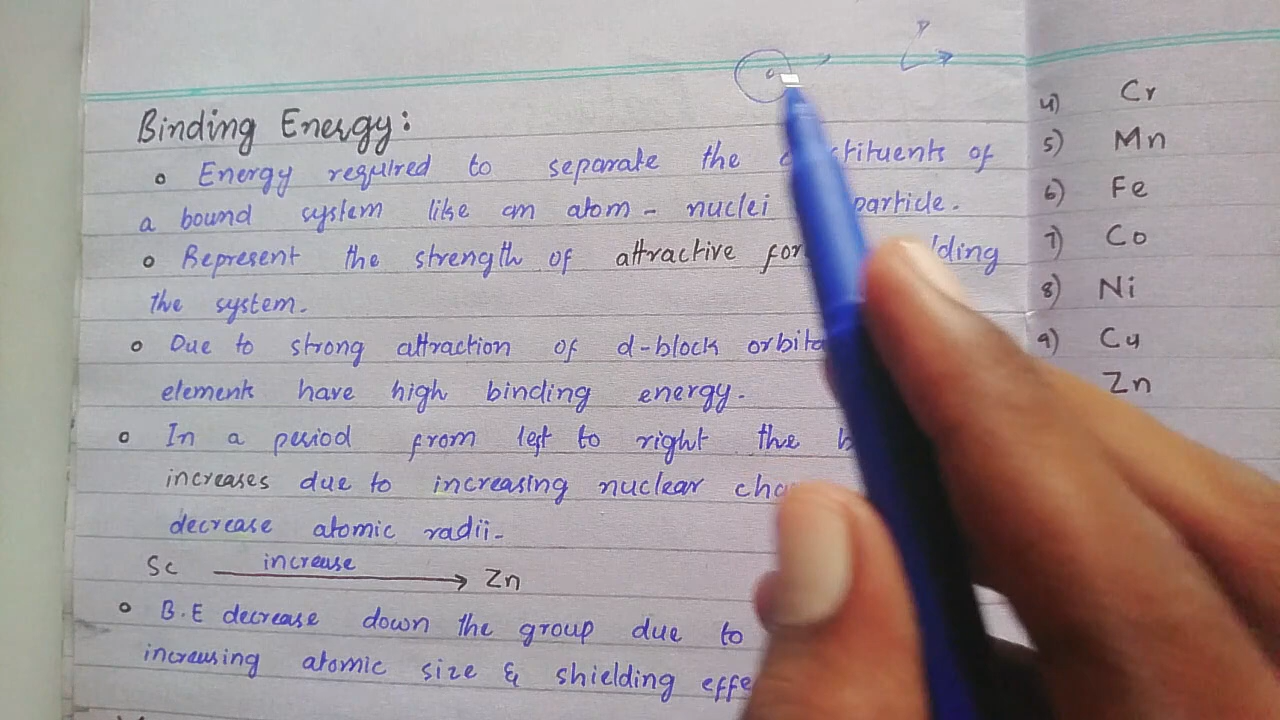 Binding Energy:
Energy required to separate the of
a bound system like an atom - nuclei particle.
Represent the strength of attractive
the system.
Due to strong attraction of d-block
elements have high binding energy.
In a period from left to right the
increases due to increasing nuclear
decrease atomic radii.
Sc increase Zn
B.E decrease down the group due to
increasing atomic size & shielding
4) Cr
5) Mn
6) Fe
7) Co
8) Ni
9) Cu
Zn